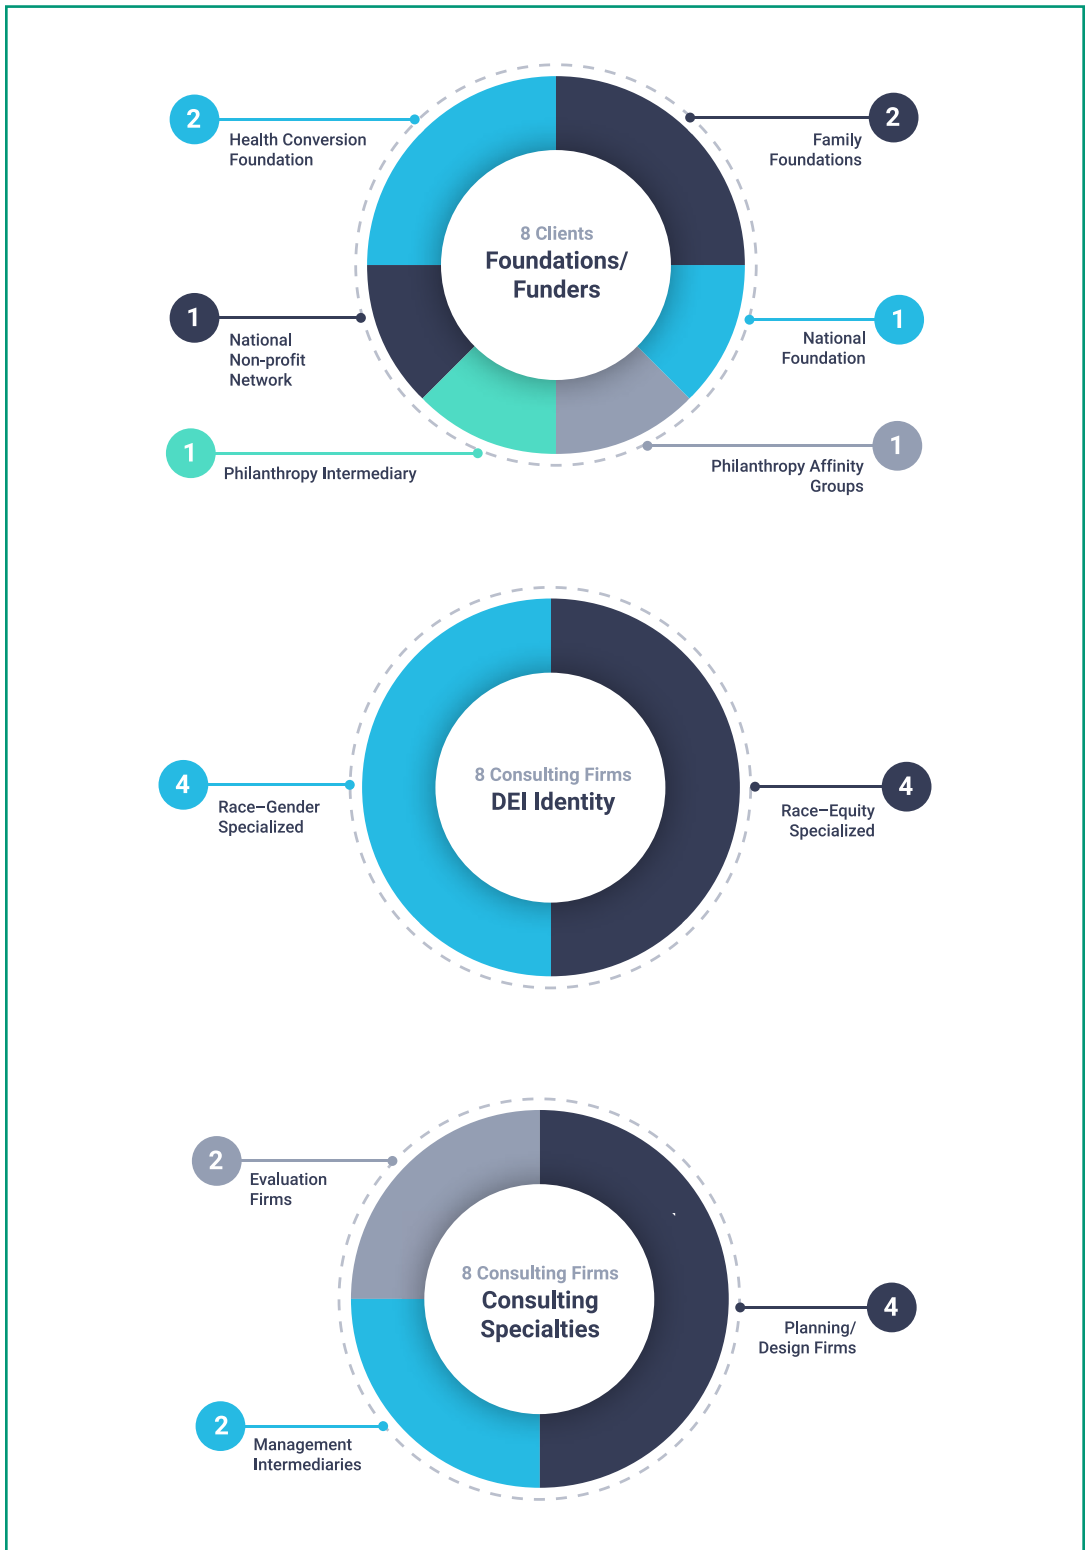 2
Health Conversion
Foundation
2
Family
Foundations
8 Clients
Foundations/
Funders
1
National
Non-profit
Network
1
National
Foundation
1
Philanthropy Intermediary
1
Philanthropy Affinity
Groups
8 Consulting Firms
DEI Identity
4
Race–Gender
Specialized
4
Race–Equity
Specialized
2
Evaluation
Firms
8 Consulting Firms
Consulting
Specialties
4
Planning/
Design Firms
2
Management
Intermediaries